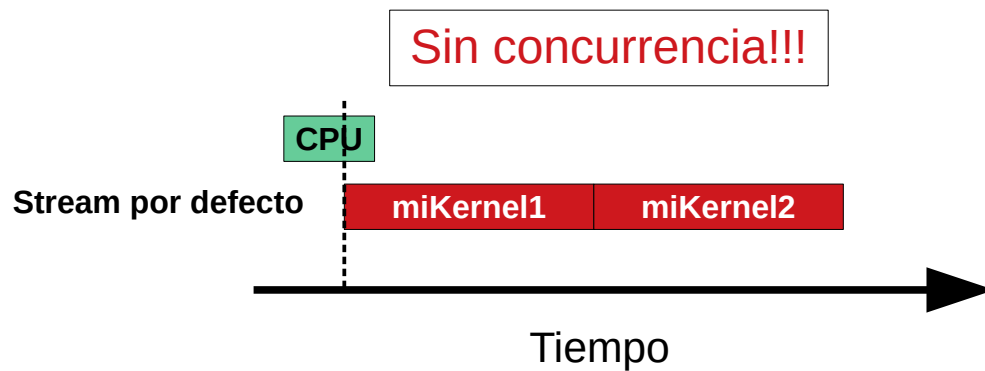 Sin concurrencia!!!
CPU
Stream por defecto miKernel1 miKernel2
Tiempo